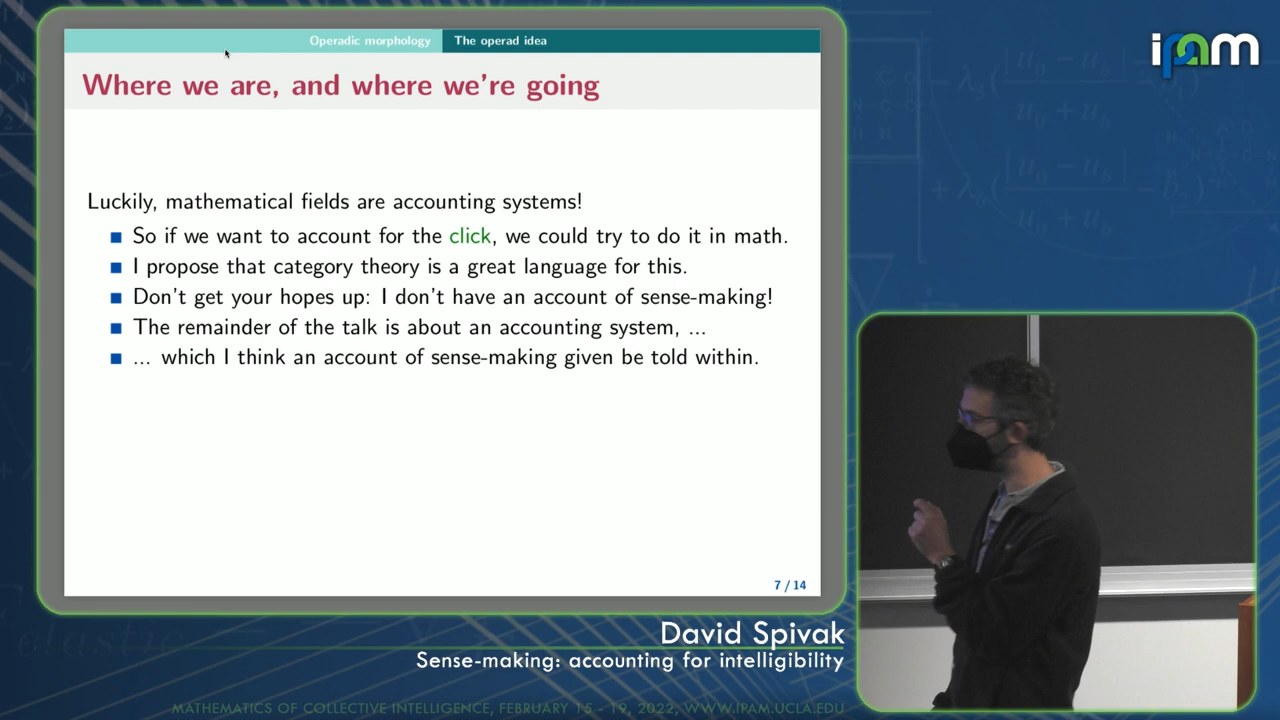 Operadic morphology The operad idea
ipam
Where we are, and where we're going
Luckily, mathematical fields are accounting systems!
So if we want to account for the click, we could try to do it in math.
I propose that category theory is a great language for this.
Don't get your hopes up: I don't have an account of sense-making!
The remainder of the talk is about an accounting system, ...
... which I think an account of sense-making given be told within.
7 / 14
David Spivak
Sense-making: accounting for intelligibility
MATHEMATICS OF COLLECTIVE INTELLIGENCE, FEBRUARY 15 - 19, 2022, WWW.IPAM.UCLA.EDU